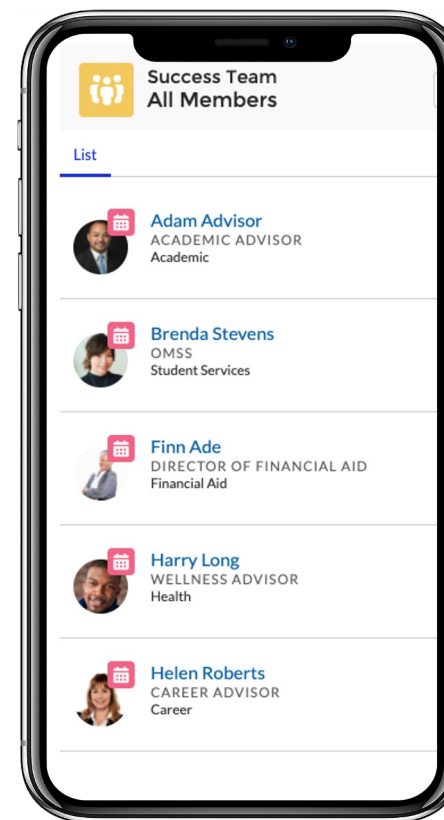 Success Team
All Members
List
Adam Advisor
ACADEMIC ADVISOR
Academic
Brenda Stevens
OMSS
Student Services
Finn Ade
DIRECTOR OF FINANCIAL AID
Financial Aid
Harry Long
WELLNESS ADVISOR
Health
Helen Roberts
CAREER ADVISOR
Career